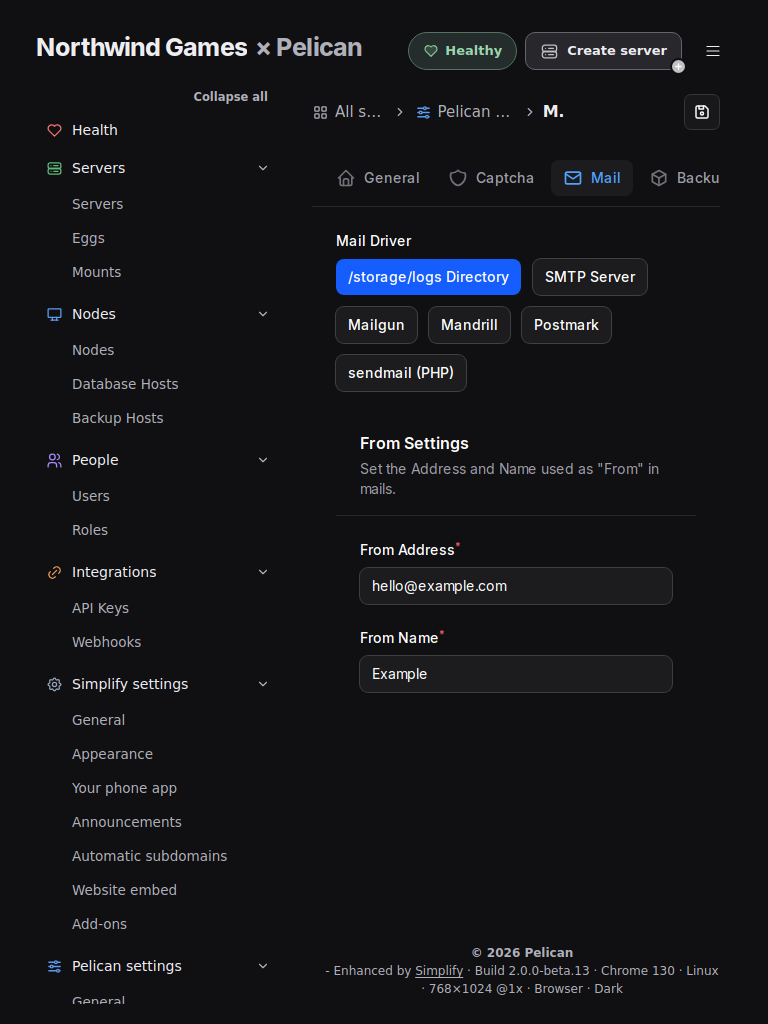 Northwind Games × Pelican
Healthy
Create server
Collapse all
Health
Servers
Servers
Eggs
Mounts
Nodes
Nodes
Database Hosts
Backup Hosts
People
Users
Roles
Integrations
API Keys
Webhooks
Simplify settings
General
Appearance
Your phone app
Announcements
Automatic subdomains
Website embed
Add-ons
Pelican settings
General
All s… > Pelican … > M.
General
Captcha
Mail
Backu
Mail Driver
/storage/logs Directory
SMTP Server
Mailgun
Mandrill
Postmark
sendmail (PHP)
From Settings
Set the Address and Name used as "From" in
mails.
From Address*
hello@example.com
From Name*
Example
© 2026 Pelican
- Enhanced by Simplify · Build 2.0.0-beta.13 · Chrome 130 · Linux
· 768×1024 @1x · Browser · Dark